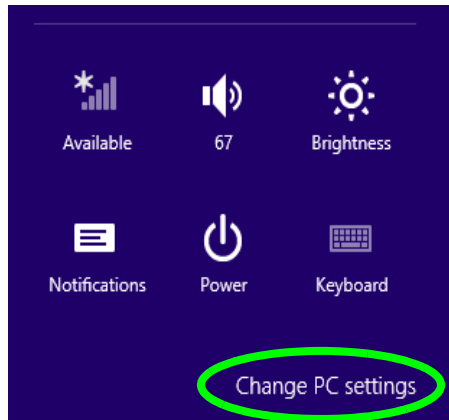 Available
67
Brightness
Notifications
Power
Keyboard
Change PC settings